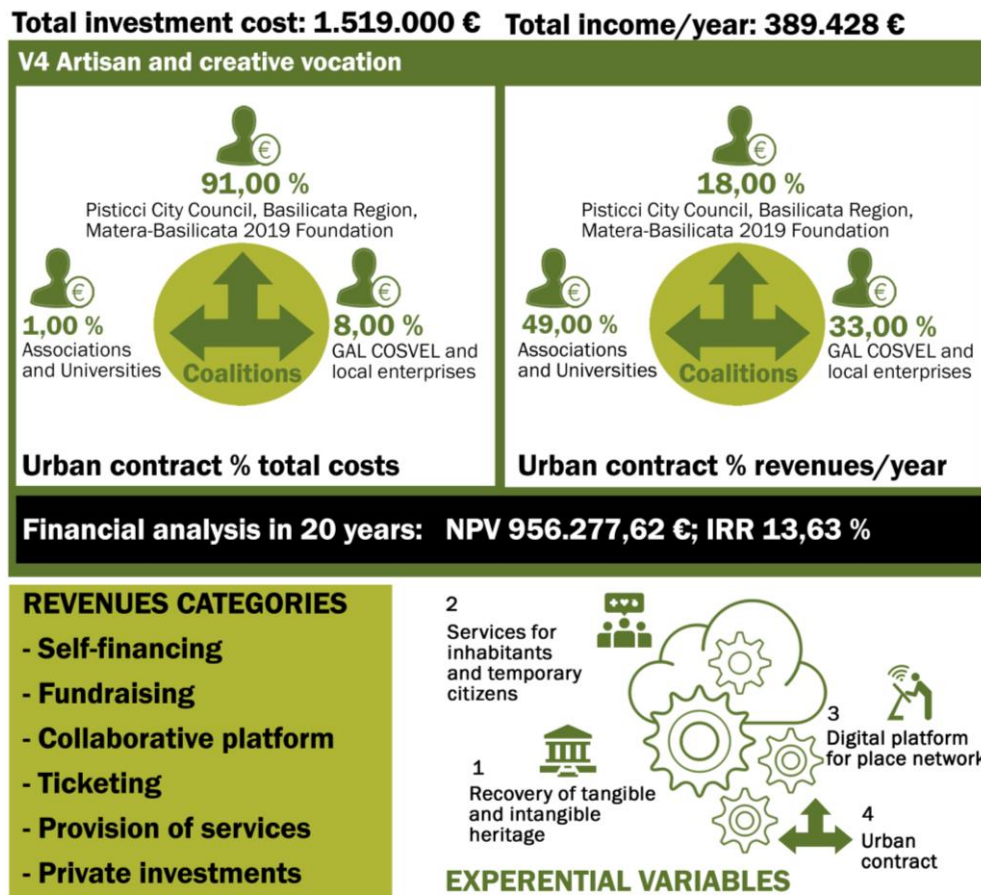 Total investment cost: 1.519.000 €
Total income/year: 389.428 €
V4 Artisan and creative vocation
€
91,00 %
Pisticci City Council, Basilicata Region,
Matera-Basilicata 2019 Foundation
€
1,00 %
Associations
and Universities
€
8,00 %
GAL COSVEL and
local enterprises
Coalitions
Urban contract % total costs
€
18,00 %
Pisticci City Council, Basilicata Region,
Matera-Basilicata 2019 Foundation
€
49,00 %
Associations
and Universities
€
33,00 %
GAL COSVEL and
local enterprises
Coalitions
Urban contract % revenues/year
Financial analysis in 20 years: NPV 956.277,62 €; IRR 13,63 %
REVENUES CATEGORIES
- Self-financing
- Fundraising
- Collaborative platform
- Ticketing
- Provision of services
- Private investments
2
Services for
inhabitants
and temporary
citizens
1
Recovery of tangible
and intangible
heritage
3
Digital platform
for place network
4
Urban
contract
EXPERENTIAL VARIABLES